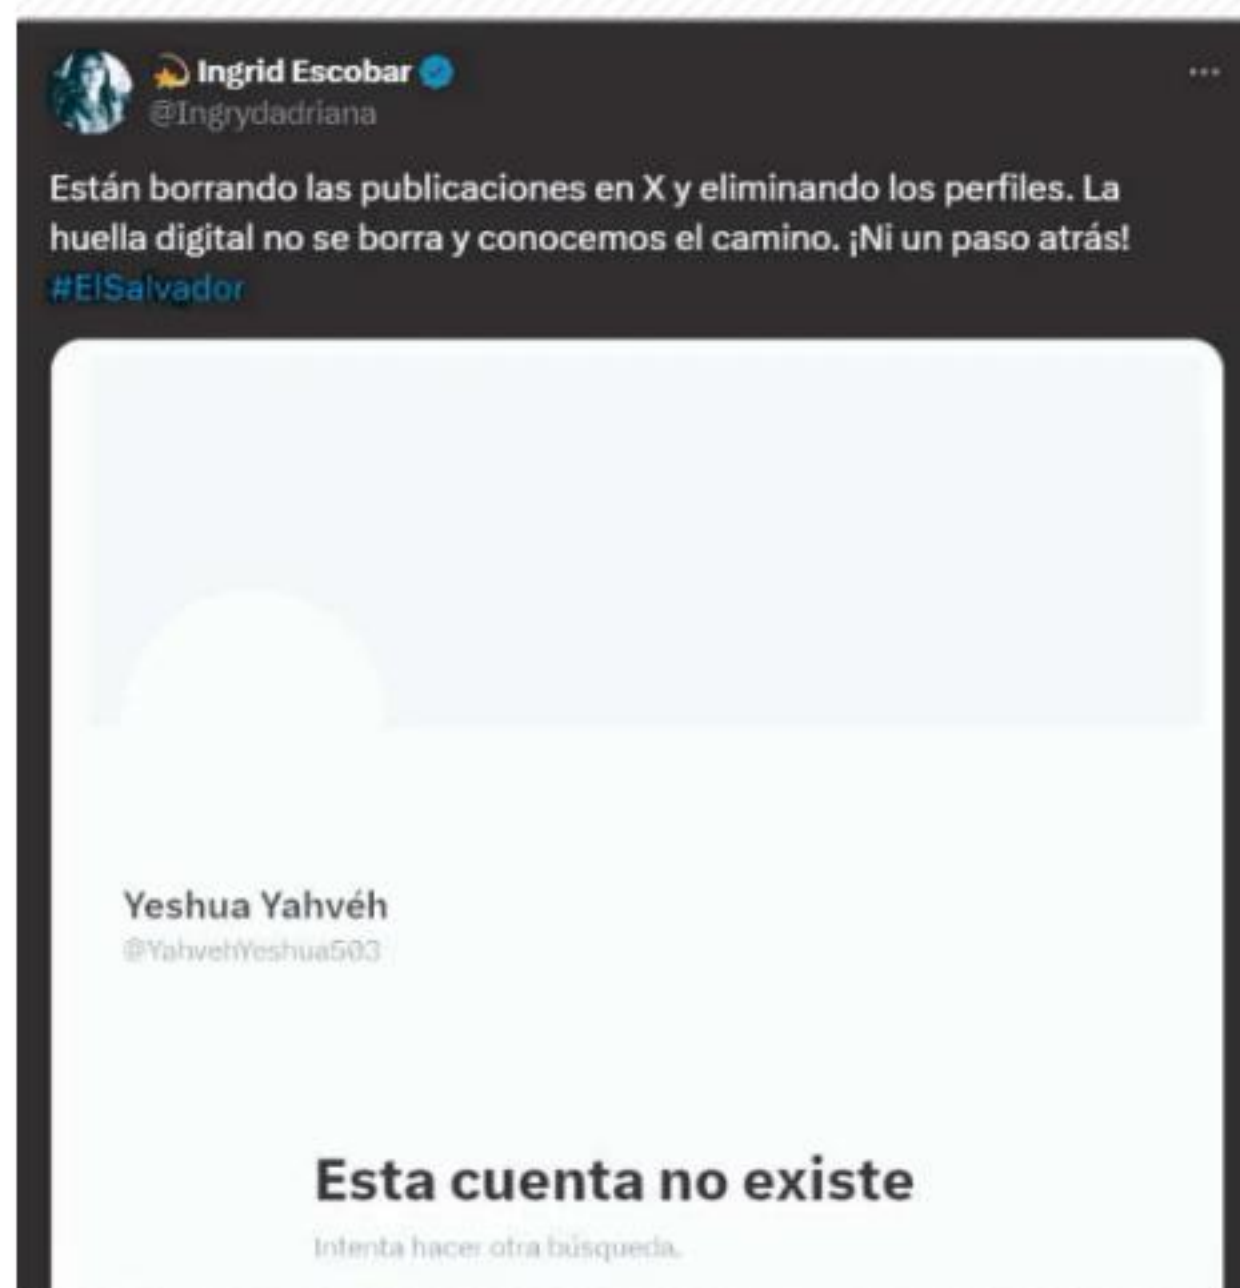 💫 Ingrid Escobar
@Ingrydadriana
Están borrando las publicaciones en X y eliminando los perfiles. La
huella digital no se borra y conocemos el camino. ¡Ni un paso atrás!
#ElSalvador
Yeshua Yahvéh
@YahvehYeshua503
Esta cuenta no existe
Intenta hacer otra búsqueda.